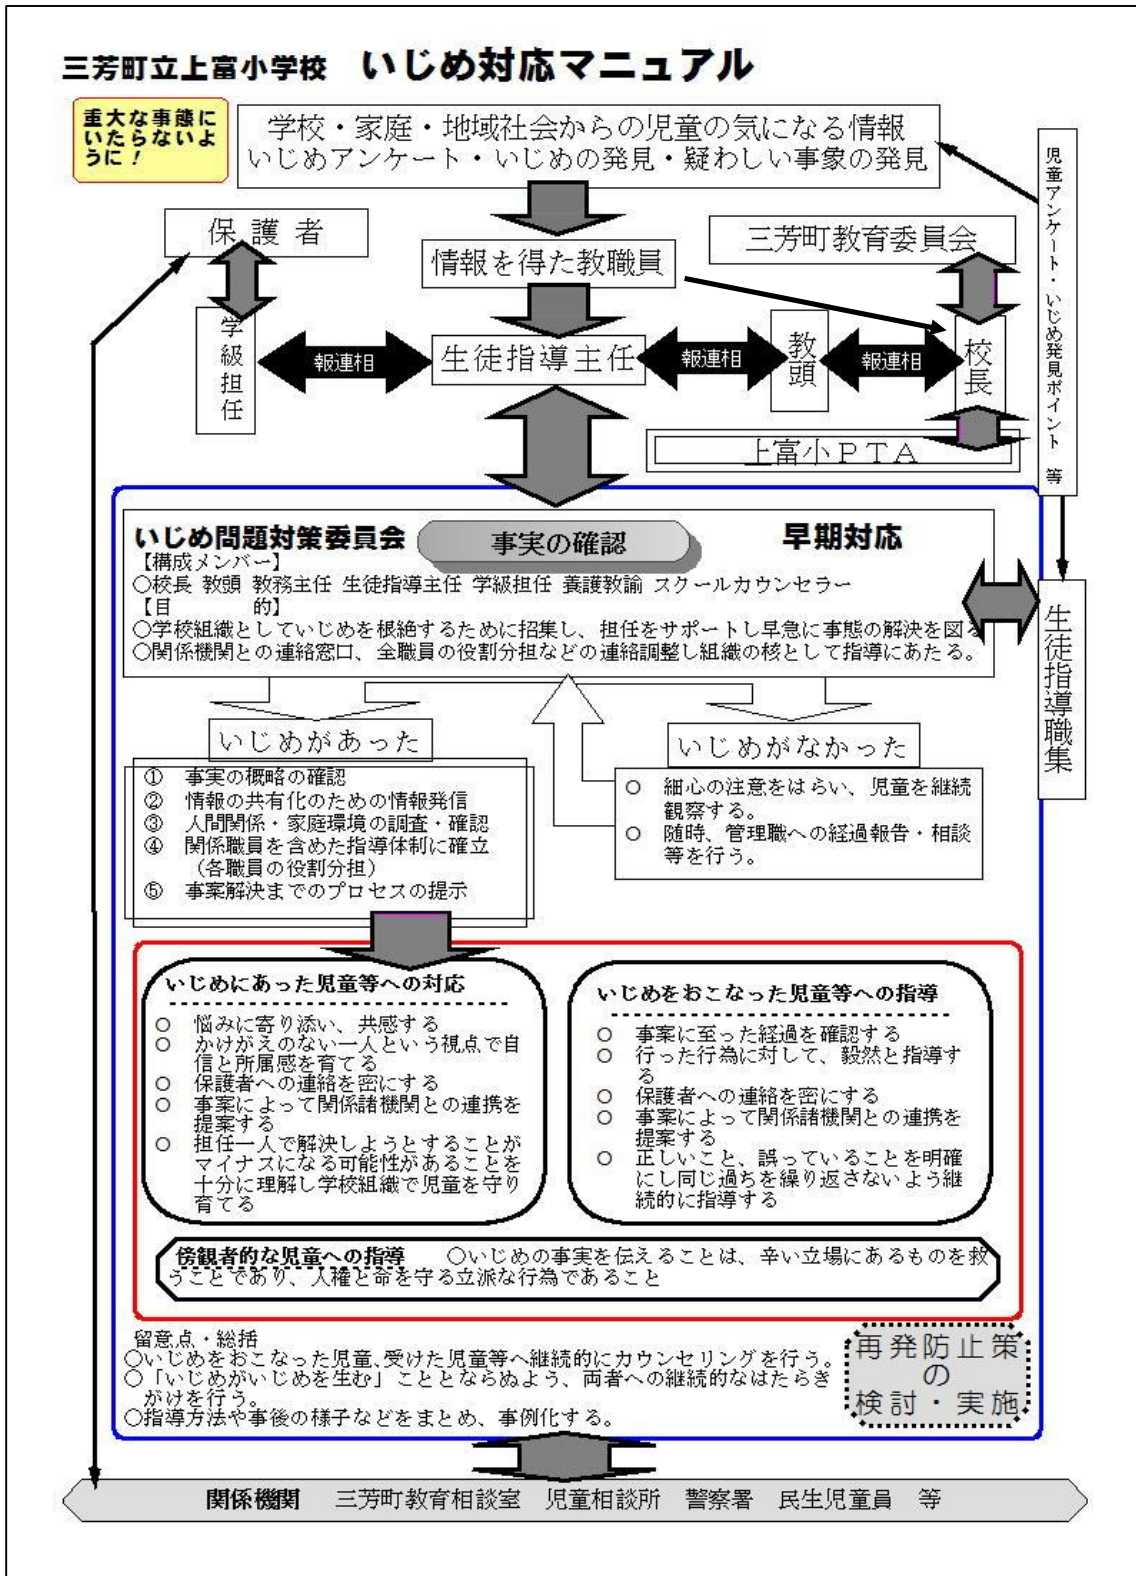 三芳町立上富小学校 いじめ対応マニュアル
重大な事態に
いたらないよ
うに！
学校・家庭・地域社会からの児童の気になる情報
いじめアンケート・いじめの発見・疑わしい事象の発見
児童アンケート・いじめ発見ポイント 等
保護者
情報を得た教職員
三芳町教育委員会
学級担任
報連相
生徒指導主任
報連相
教頭
報連相
校長
上富小ＰＴＡ
いじめ問題対策委員会 事実の確認 早期対応
【構成メンバー】
○校長 教頭 教務主任 生徒指導主任 学級担任 養護教諭 スクールカウンセラー
【目　　的】
○学校組織としていじめを根絶するために招集し、担任をサポートし早急に事態の解決を図る
○関係機関との連絡窓口、全職員の役割分担などの連絡調整し組織の核として指導にあたる。
生徒指導職集
いじめがあった
① 事実の概略の確認
② 情報の共有化のための情報発信
③ 人間関係・家庭環境の調査・確認
④ 関係職員を含めた指導体制に確立
（各職員の役割分担）
⑤ 事案解決までのプロセスの提示
いじめがなかった
○ 細心の注意をはらい、児童を継続
観察する。
○ 随時、管理職への経過報告・相談
等を行う。
いじめにあった児童等への対応
○ 悩みに寄り添い、共感する
○ かけがえのない一人という視点で自
信と所属感を育てる
○ 保護者への連絡を密にする
○ 事案によって関係諸機関との連携を
提案する
○ 担任一人で解決しようとすることが
マイナスになる可能性があることを
十分に理解し学校組織で児童を守り
育てる
いじめをおこなった児童等への指導
○ 事案に至った経過を確認する
○ 行った行為に対して、毅然と指導す
る
○ 保護者への連絡を密にする
○ 事案によって関係諸機関との連携を
提案する
○ 正しいこと、誤っていることを明確
にし同じ過ちを繰り返さないよう継
続的に指導する
傍観者的な児童への指導 ○いじめの事実を伝えることは、辛い立場にあるものを救
うことであり、人権と命を守る立派な行為であること
留意点・総括
○いじめをおこなった児童、受けた児童等へ継続的にカウンセリングを行う。
○「いじめがいじめを生む」こととならぬよう、両者への継続的なはたらき
がけを行う。
○指導方法や事後の様子などをまとめ、事例化する。
再発防止策
の
検討・実施
関係機関 三芳町教育相談室 児童相談所 警察署 民生児童員 等